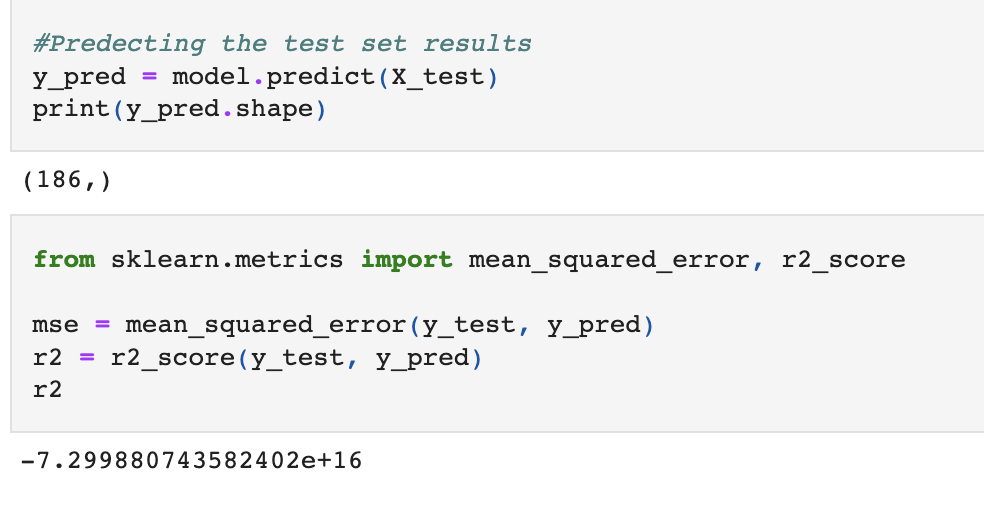 #Predecting the test set results
y_pred = model.predict(X_test)
print(y_pred.shape)
(186,)
from sklearn.metrics import mean_squared_error, r2_score
mse = mean_squared_error(y_test, y_pred)
r2 = r2_score(y_test, y_pred)
r2
-7.299880743582402e+16